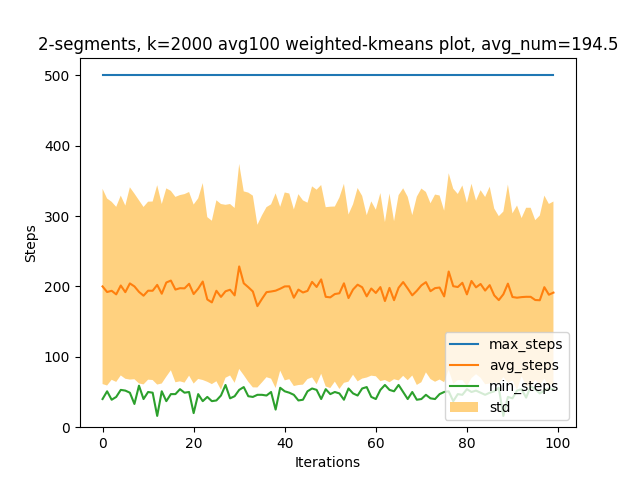 2-segments, k=2000 avg100 weighted-kmeans plot, avg_num=194.5
500
400
300
200
100
0
Steps
0
20
40
60
80
100
Iterations
max_steps
avg_steps
min_steps
std